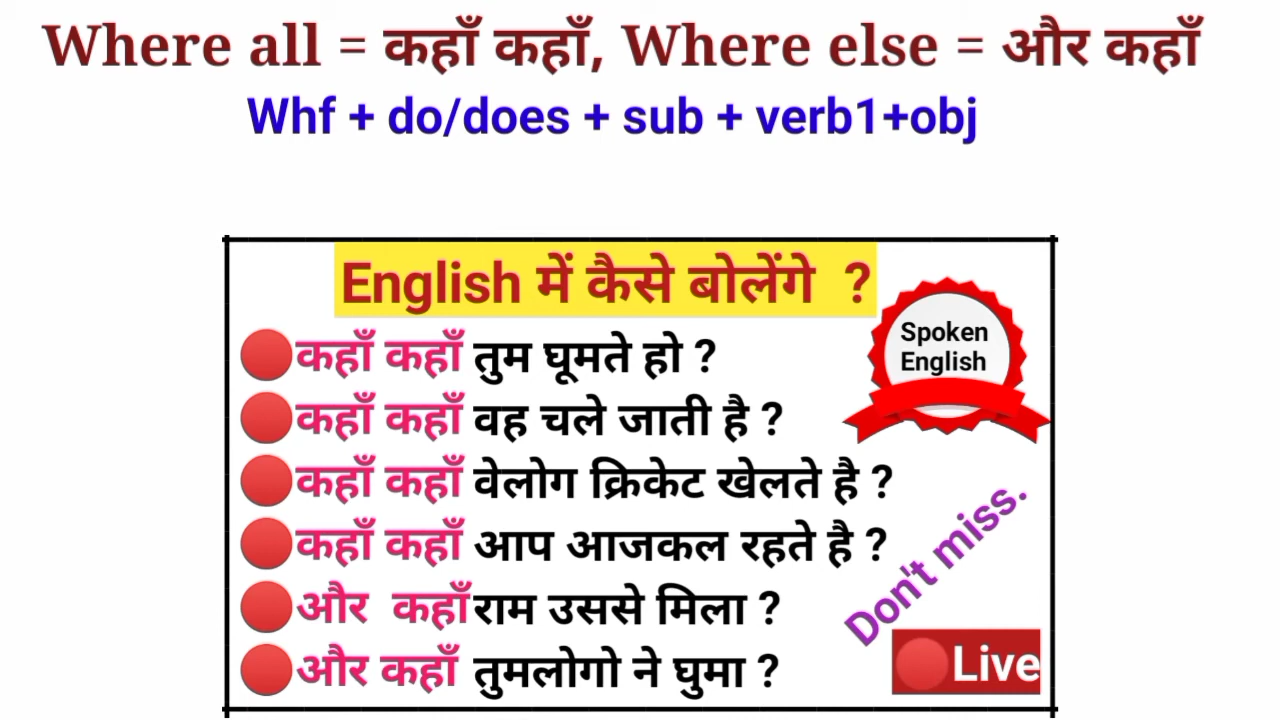 Where all = कहाँ कहाँ, Where else = और कहाँ
Whf + do/does + sub + verb1+obj
English में कैसे बोलेंगे ?
Spoken
English
कहाँ कहाँ तुम घूमते हो ?
कहाँ कहाँ वह चले जाती है ?
कहाँ कहाँ वेलोग क्रिकेट खेलते है ?
कहाँ कहाँ आप आजकल रहते है ?
और कहाँ राम उससे मिला ?
और कहाँ तुमलोगो ने घुमा ?
Don't miss.
Live